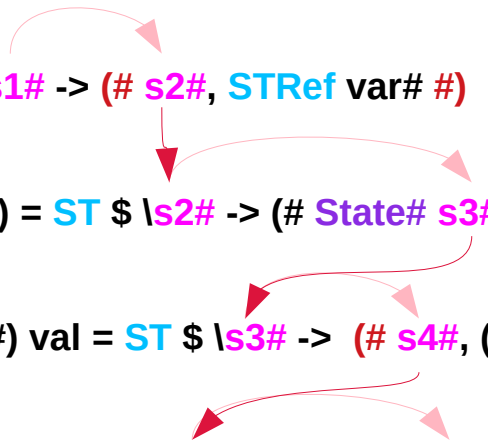 s1# -> (# s2#, STRef var# #)
) = ST $ \s2# -> (# State# s3#
#) val = ST $ \s3# -> (# s4#, (